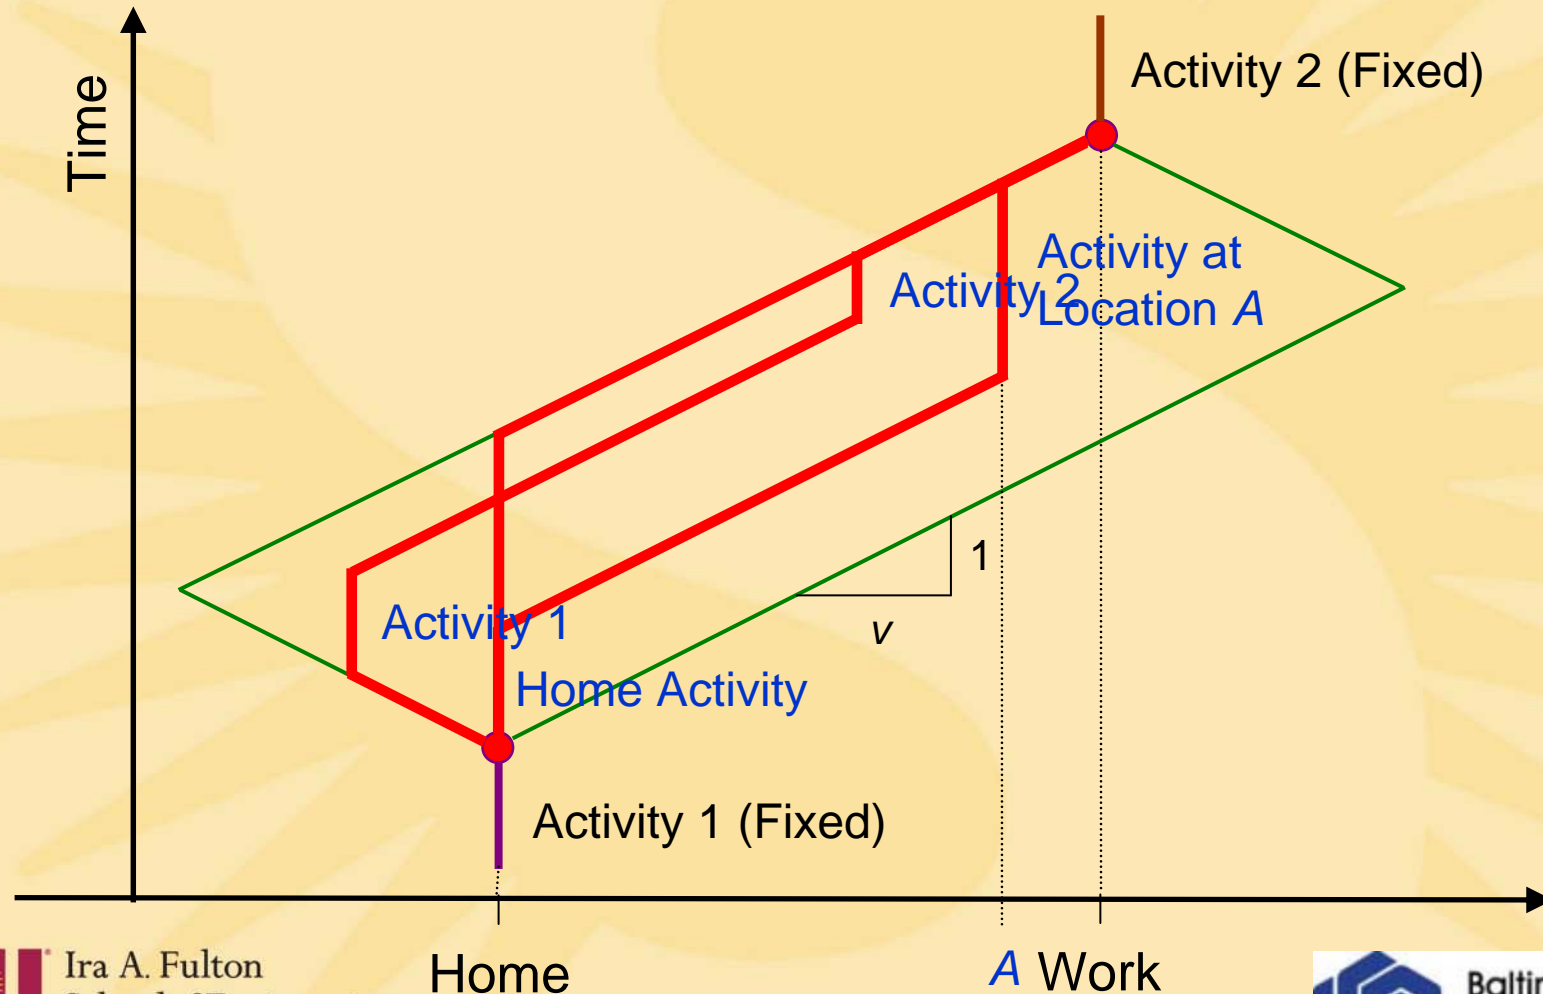 Time
Activity 2 (Fixed)
Activity at
Location A
Activity 2
1
v
Activity 1
Home Activity
Activity 1 (Fixed)
Home
A Work
Ira A. Fulton